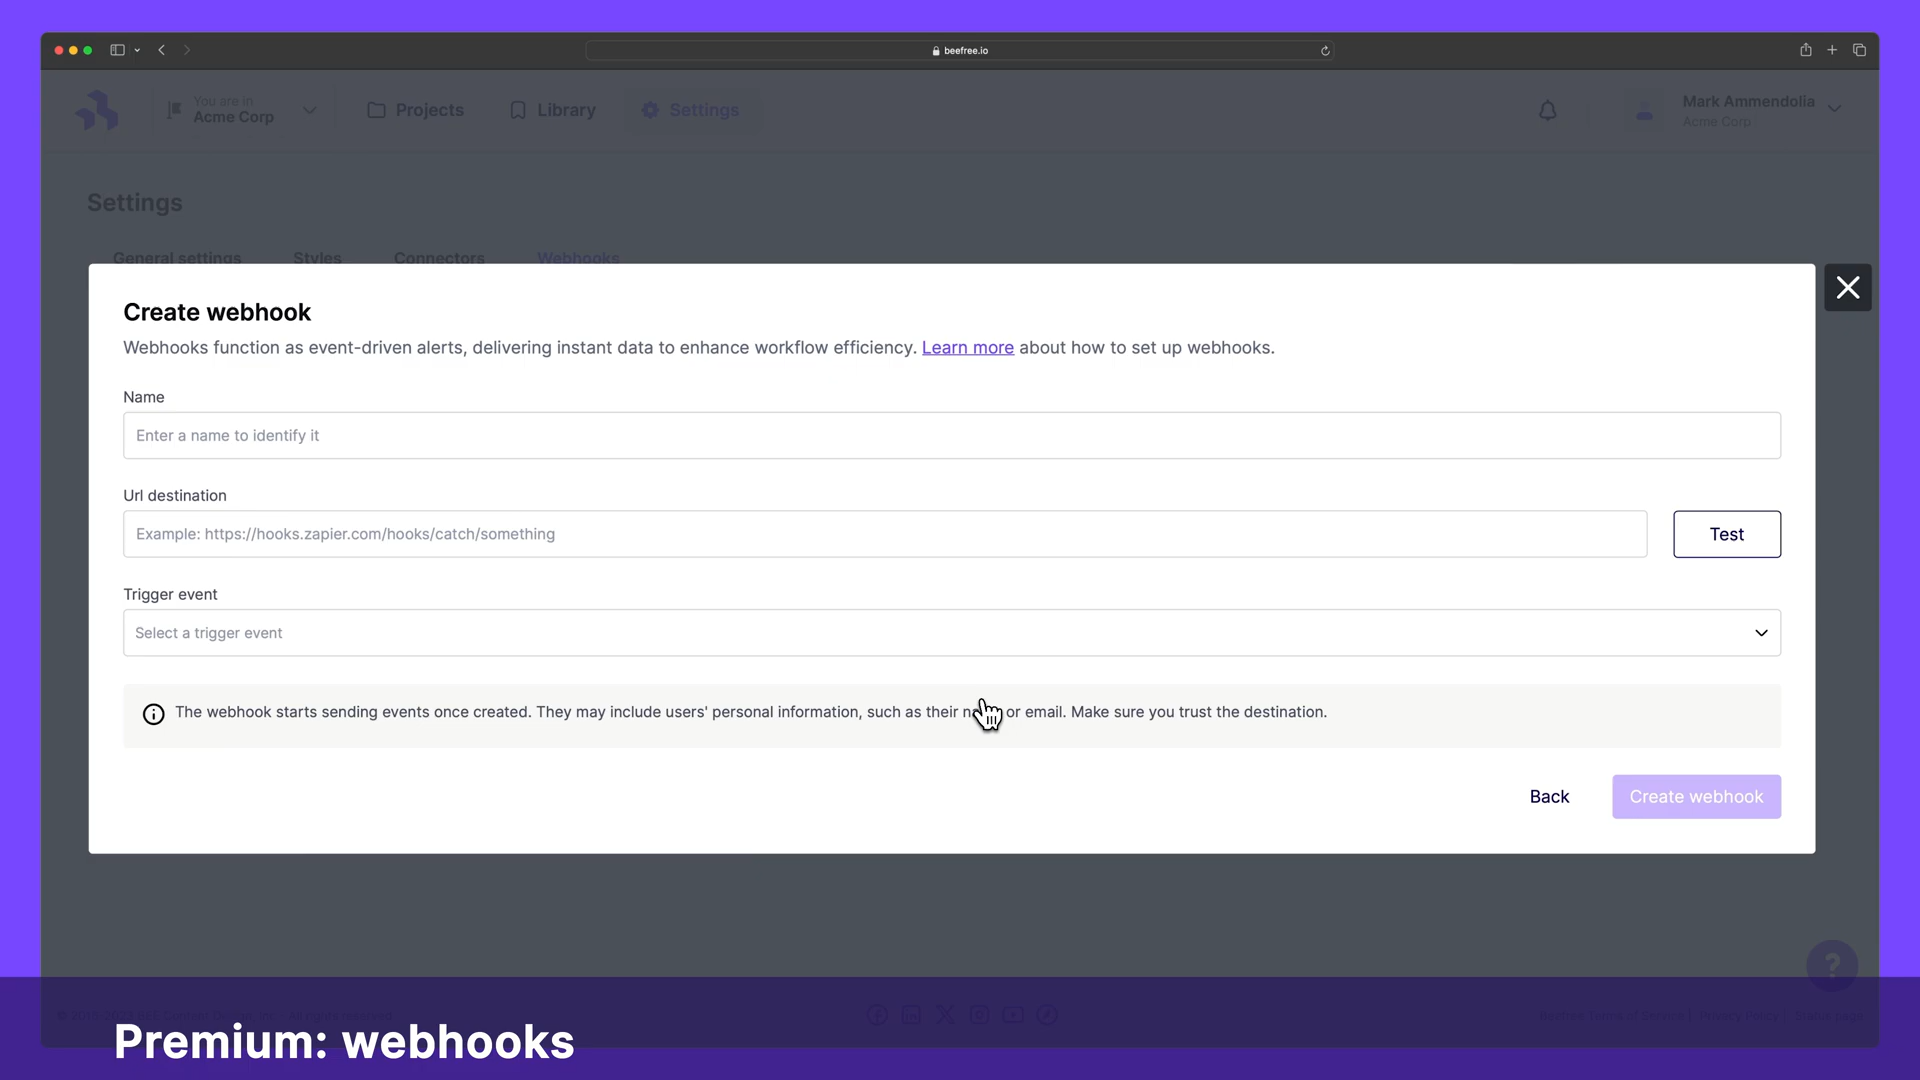 beefree.io
You are in
Acme Corp
Projects
Library
Settings
Mark Ammendolia
Acme Corp
Settings
General settings
Styles
Connectors
Webhooks
Create webhook
Webhooks function as event-driven alerts, delivering instant data to enhance workflow efficiency. Learn more about how to set up webhooks.
Name
Enter a name to identify it
Url destination
Example: https://hooks.zapier.com/hooks/catch/something
Test
Trigger event
Select a trigger event
The webhook starts sending events once created. They may include users' personal information, such as their or email. Make sure you trust the destination.
Back
Create webhook
?
Premium: webhooks